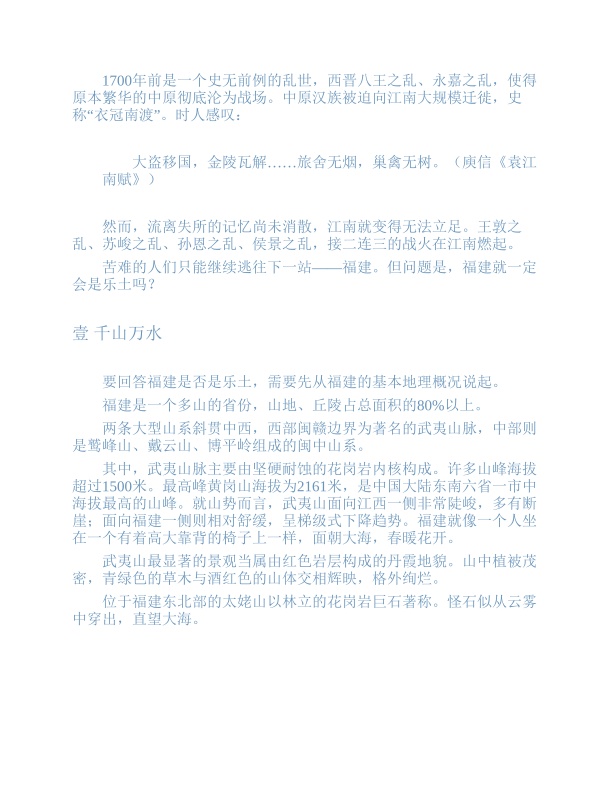 1700年前是一个史无前例的乱世，西晋八王之乱、永嘉之乱，使得
原本繁华的中原彻底沦为战场。中原汉族被迫向江南大规模迁徙，史
称“衣冠南渡”。时人感叹：
大盗移国，金陵瓦解……旅舍无烟，巢禽无树。（庾信《袁江
南赋》）
然而，流离失所的记忆尚未消散，江南就变得无法立足。王敦之
乱、苏峻之乱、孙恩之乱、侯景之乱，接二连三的战火在江南燃起。
苦难的人们只能继续逃往下一站——福建。但问题是，福建就一定
会是乐土吗？
壹 千山万水
要回答福建是否是乐土，需要先从福建的基本地理概况说起。
福建是一个多山的省份，山地、丘陵占总面积的80%以上。
两条大型山系斜贯中西，西部闽赣边界为著名的武夷山脉，中部则
是鹫峰山、戴云山、博平岭组成的闽中山系。
其中，武夷山脉主要由坚硬耐蚀的花岗岩内核构成。许多山峰海拔
超过1500米。最高峰黄岗山海拔为2161米，是中国大陆东南六省一市中
海拔最高的山峰。就山势而言，武夷山面向江西一侧非常陡峻，多有断
崖；面向福建一侧则相对舒缓，呈梯级式下降趋势。福建就像一个人坐
在一个有着高大靠背的椅子上一样，面朝大海，春暖花开。
武夷山最显著的景观当属由红色岩层构成的丹霞地貌。山中植被茂
密，青绿色的草木与酒红色的山体交相辉映，格外绚烂。
位于福建东北部的太姥山以林立的花岗岩巨石著称。怪石似从云雾
中穿出，直望大海。